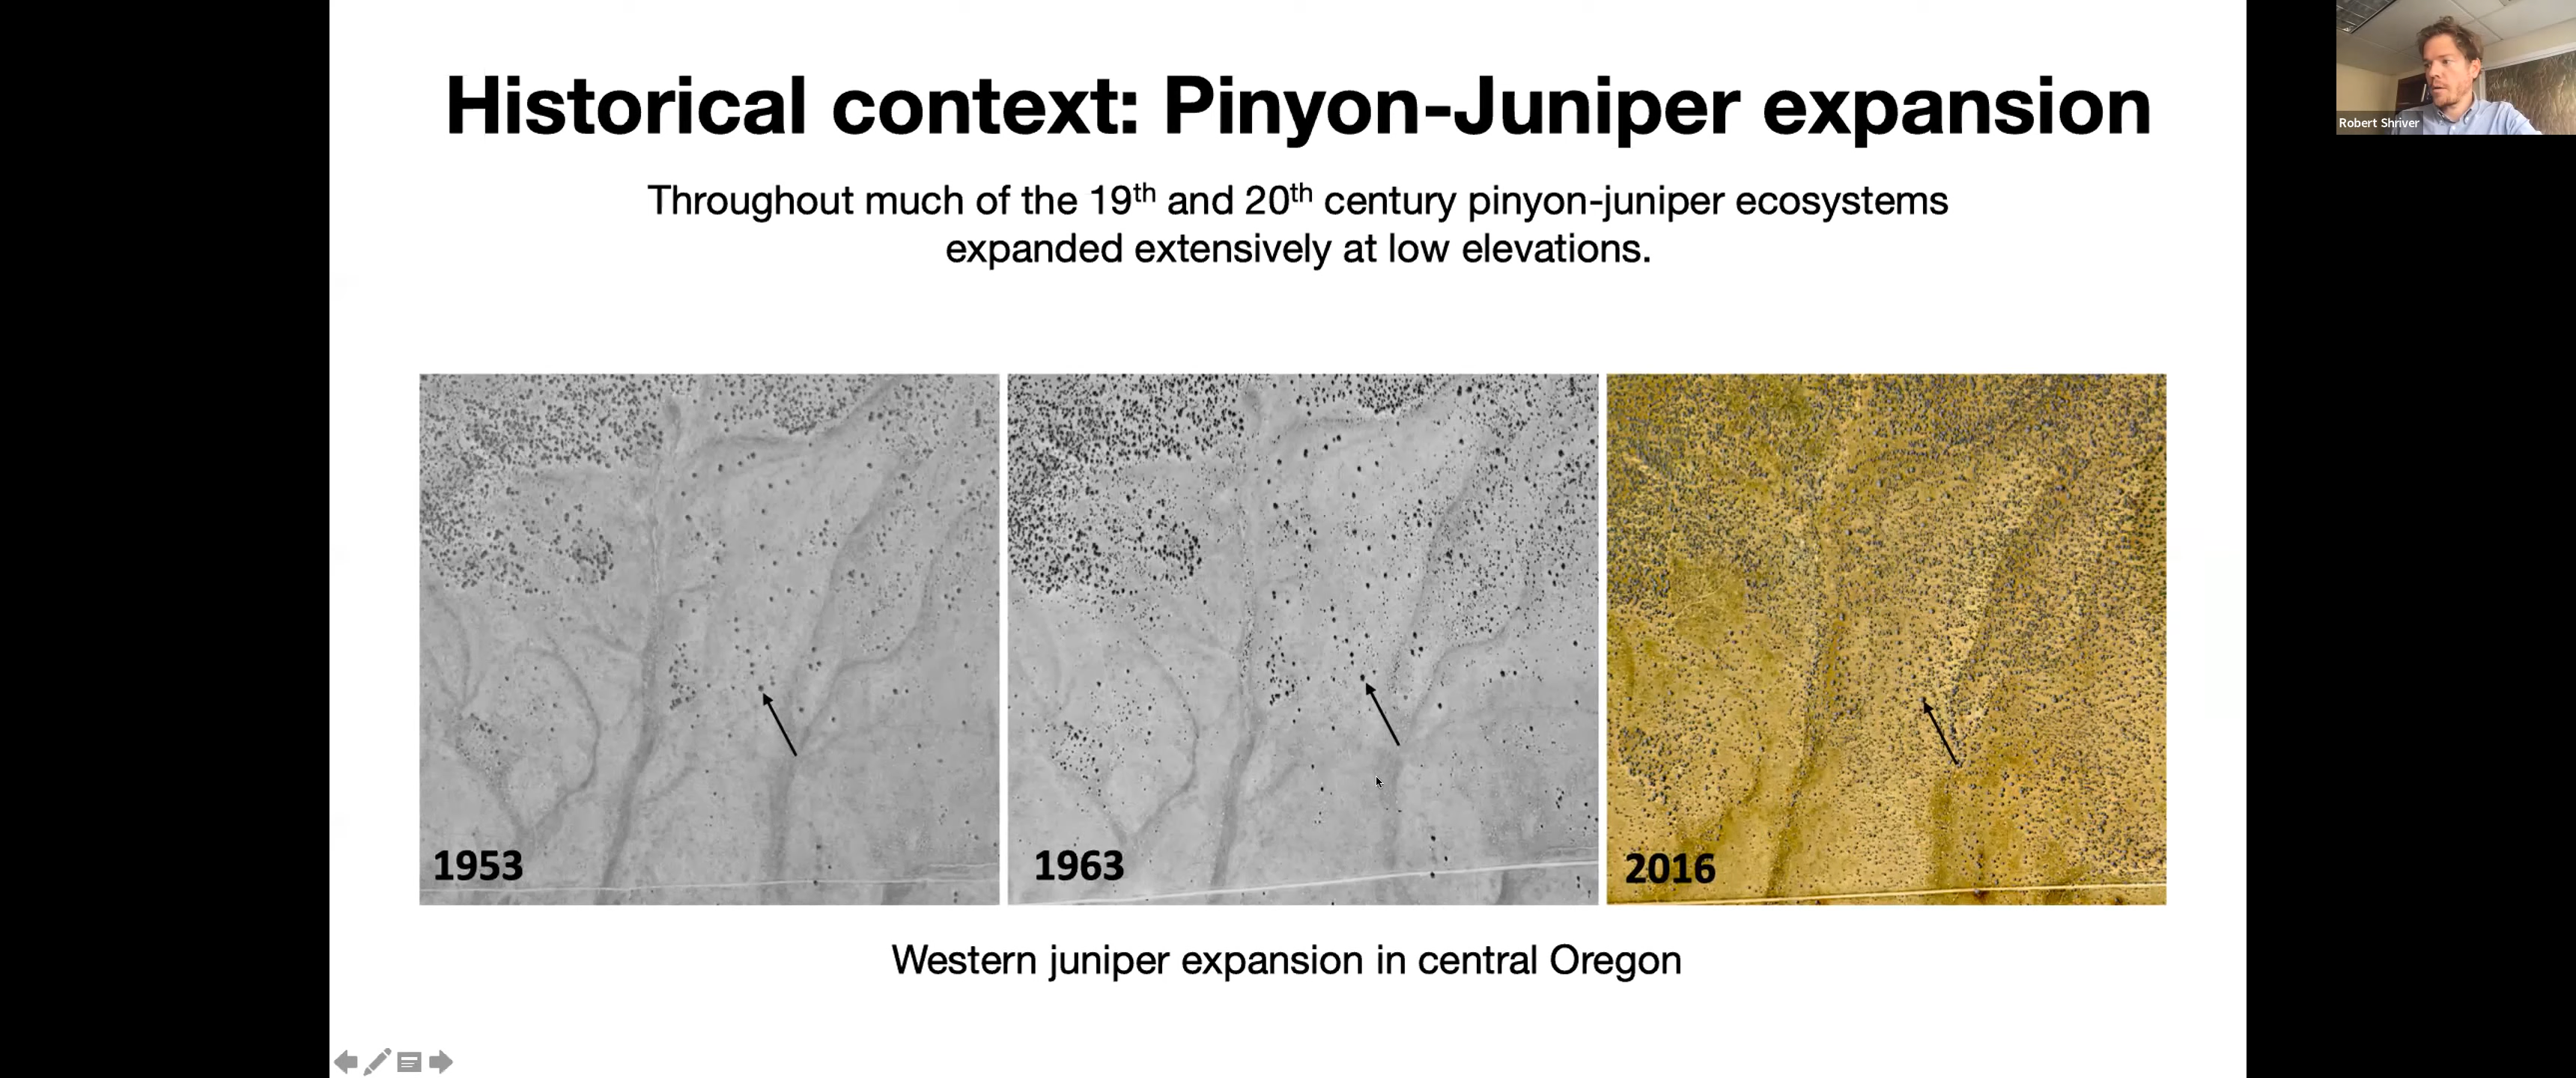 Historical context: Pinyon-Juniper expansion
Throughout much of the 19th and 20th century pinyon-juniper ecosystems
expanded extensively at low elevations.
1953
1963
2016
Western juniper expansion in central Oregon
Robert Shriver